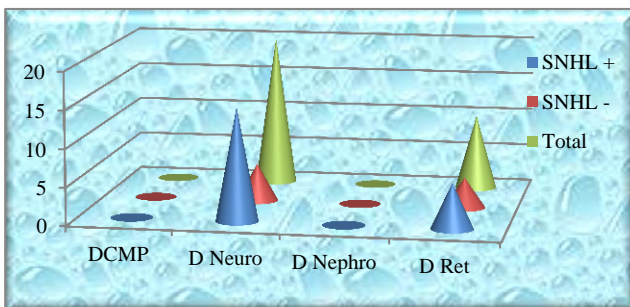 20
15
10
5
0
DCMP
D Neuro
D Nephro
D Ret
SNHL +
SNHL -
Total